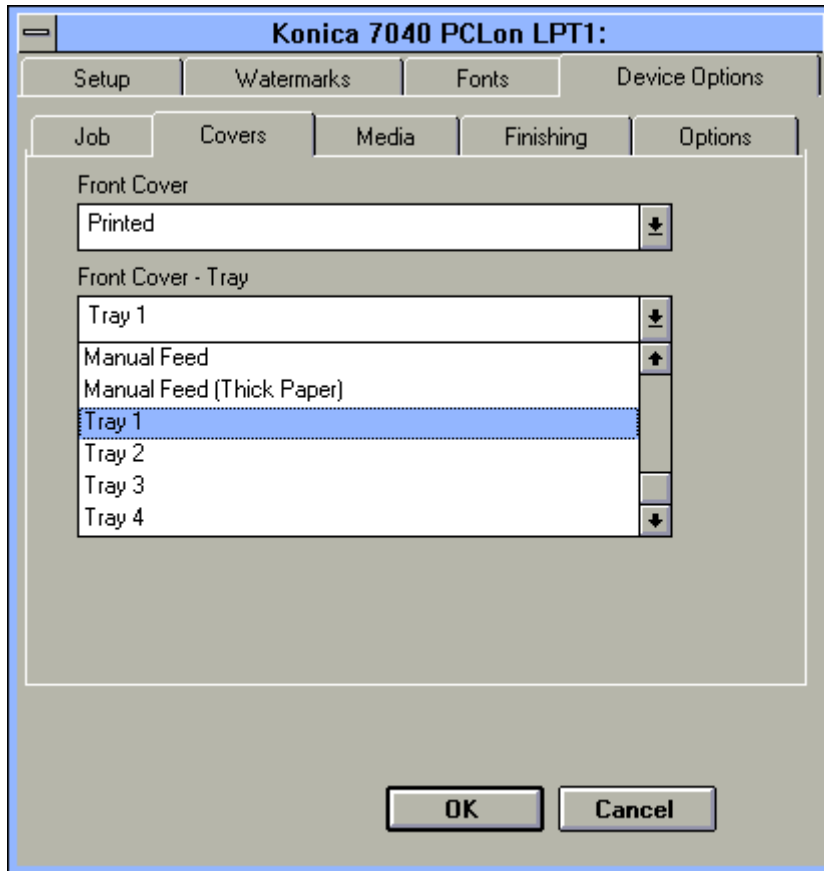 Konica 7040 PCLon LPT1:
Setup Watermarks Fonts Device Options
Job Covers Media Finishing Options
Front Cover
Printed
Front Cover - Tray
Tray 1
Manual Feed
Manual Feed (Thick Paper)
Tray 1
Tray 2
Tray 3
Tray 4
OK Cancel